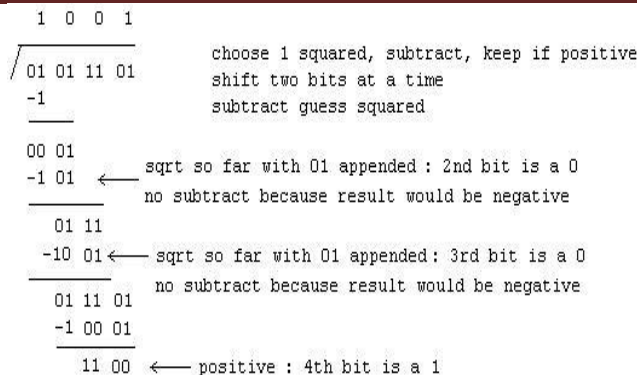 1 0 0 1
01 01 11 01
choose 1 squared, subtract, keep if positive
shift two bits at a time
-1
subtract guess squared
00 01
-1 01
sqrt so far with 01 appended : 2nd bit is a 0
no subtract because result would be negative
01 11
-10 01
sqrt so far with 01 appended: 3rd bit is a 0
no subtract because result would be negative
01 11 01
-1 00 01
11 00
positive : 4th bit is a 1